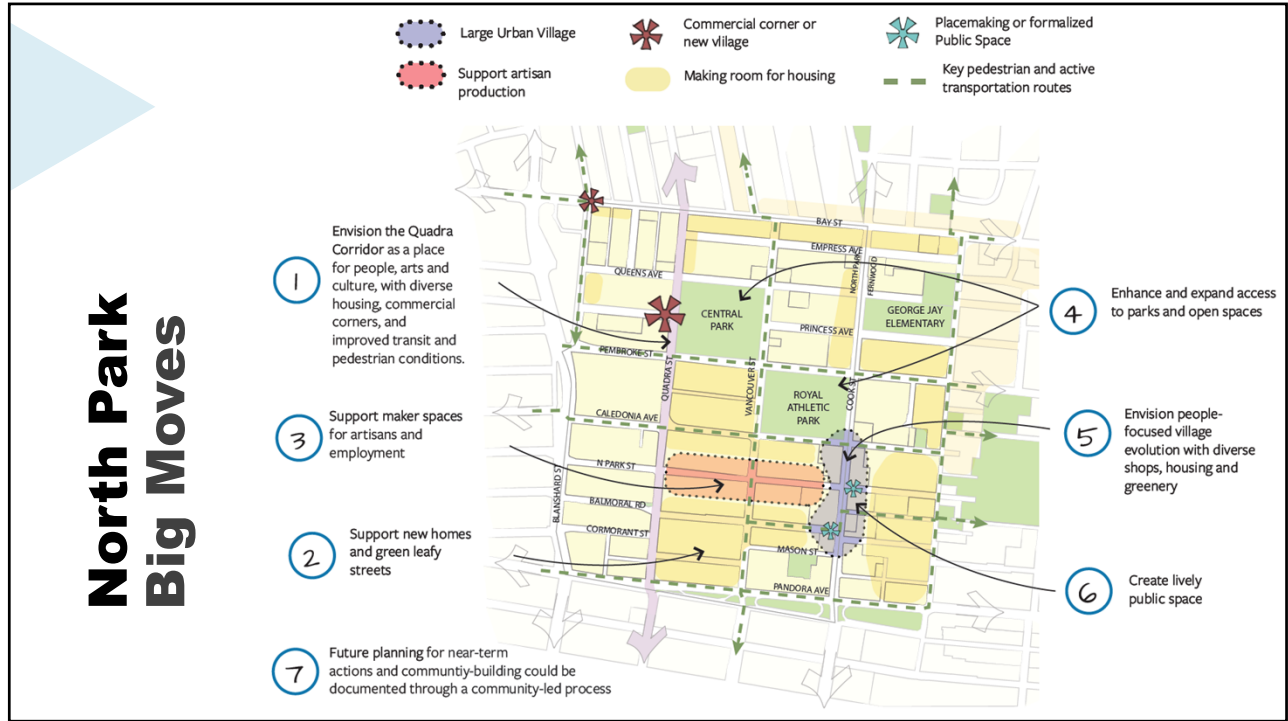 North Park
Big Moves
Large Urban Village
Support artisan
production
Commercial corner or
new vlilage
Making room for housing
Placemaking or formalized
Public Space
Key pedestrian and active
transportation routes
1
Envision the Quadra
Corridor as a place
for people, arts and
culture, with diverse
housing, commercial
corners, and
improved transit and
pedestrian conditions.
3
Support maker spaces
for artisans and
employment
2
Support new homes
and green leafy
streets
7
Future planning for near-term
actions and communtiy-building could be
documented through a community-led process
4
Enhance and expand access
to parks and open spaces
5
Envision people-
focused village
evolution with diverse
shops, housing and
greenery
6
Create lively
public space
BAY ST
EMPRESS AVE
QUEENS AVE
NORTH PARK
FERNWOOD
CENTRAL
PARK
GEORGE JAY
ELEMENTARY
PRINCESS AVE
PEMBROKE ST
QUADRA ST
VANCOUVER ST
ROYAL
ATHLETIC
PARK
COOK ST
CALEDONIA AVE
N PARK ST
BLANSHARD ST
BALMORAL RD
CORMORANT ST
MASON ST
PANDORA AVE